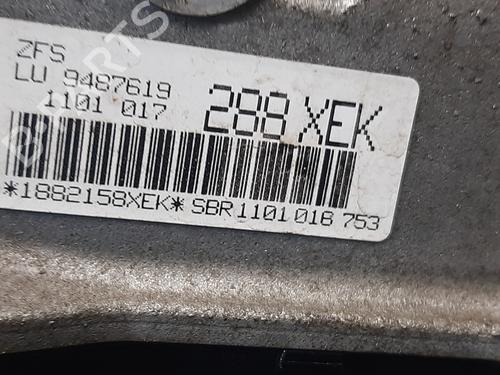 ZFS
LU 9487619
1101 017
288 XEK
*1882158XEK* SBR 1101 016 753